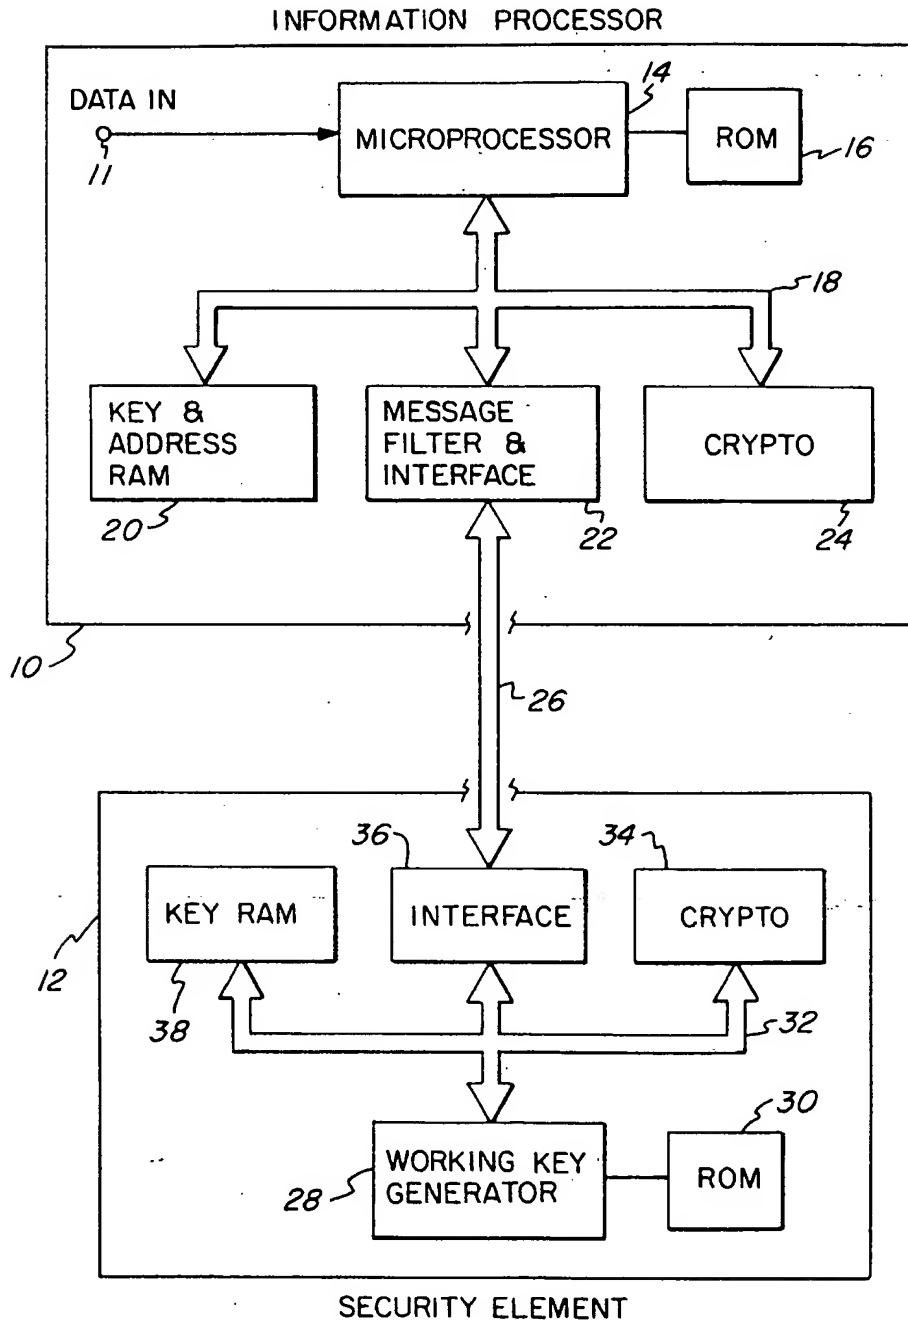 INFORMATION PROCESSOR
DATA IN
11
MICROPROCESSOR
14
ROM
16
18
KEY &
ADDRESS
RAM
20
MESSAGE
FILTER &
INTERFACE
22
CRYPTO
24
10
26
12
KEY RAM
38
36
INTERFACE
34
CRYPTO
32
28
WORKING KEY
GENERATOR
30
ROM
SECURITY ELEMENT